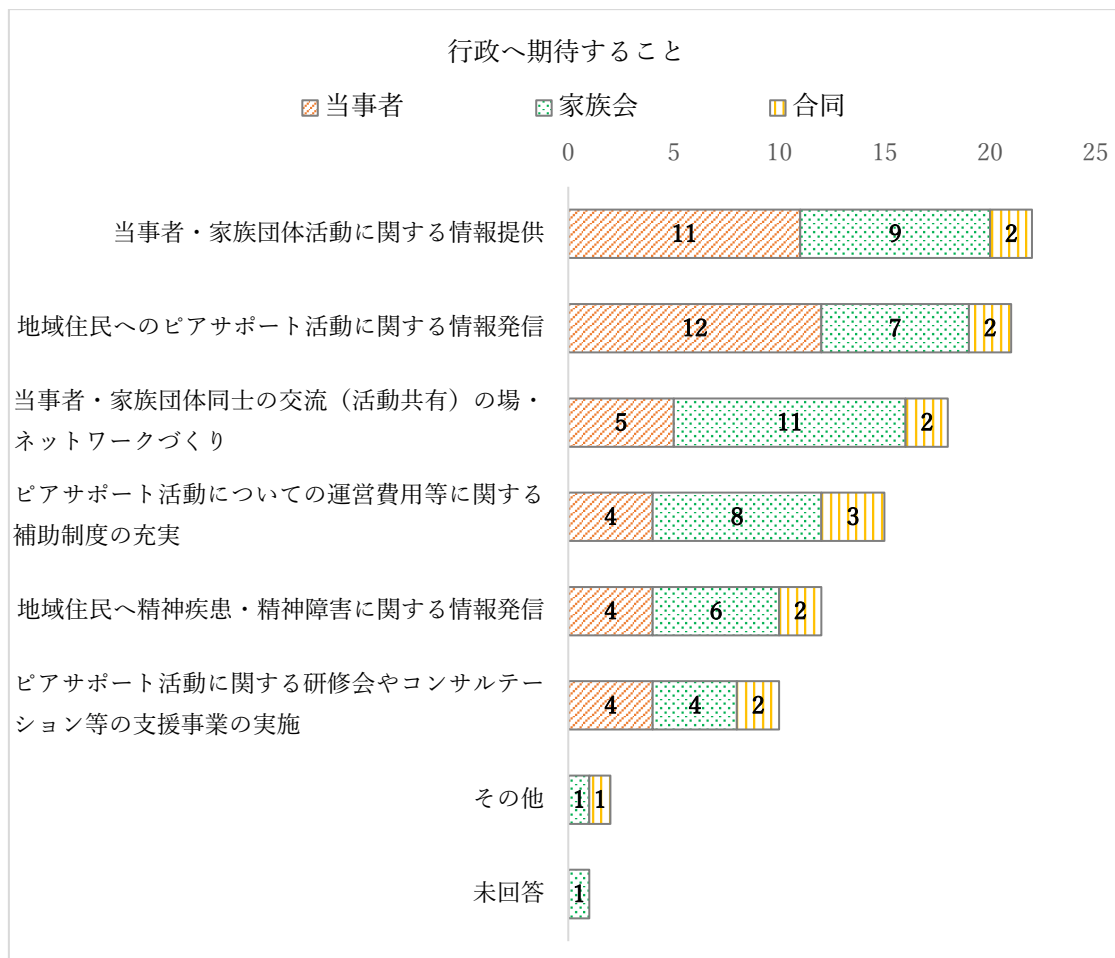 行政へ期待すること
当事者 家族会 合同
0 5 10 15 20 25
当事者・家族団体活動に関する情報提供 11 9 2
地域住民へのピアサポート活動に関する情報発信 12 7 2
当事者・家族団体同士の交流（活動共有）の場・
ネットワークづくり 5 11 2
ピアサポート活動についての運営費用等に関する
補助制度の充実 4 8 3
地域住民へ精神疾患・精神障害に関する情報発信 4 6 2
ピアサポート活動に関する研修会やコンサルテー
ション等の支援事業の実施 4 4 2
その他 1 1
未回答 1